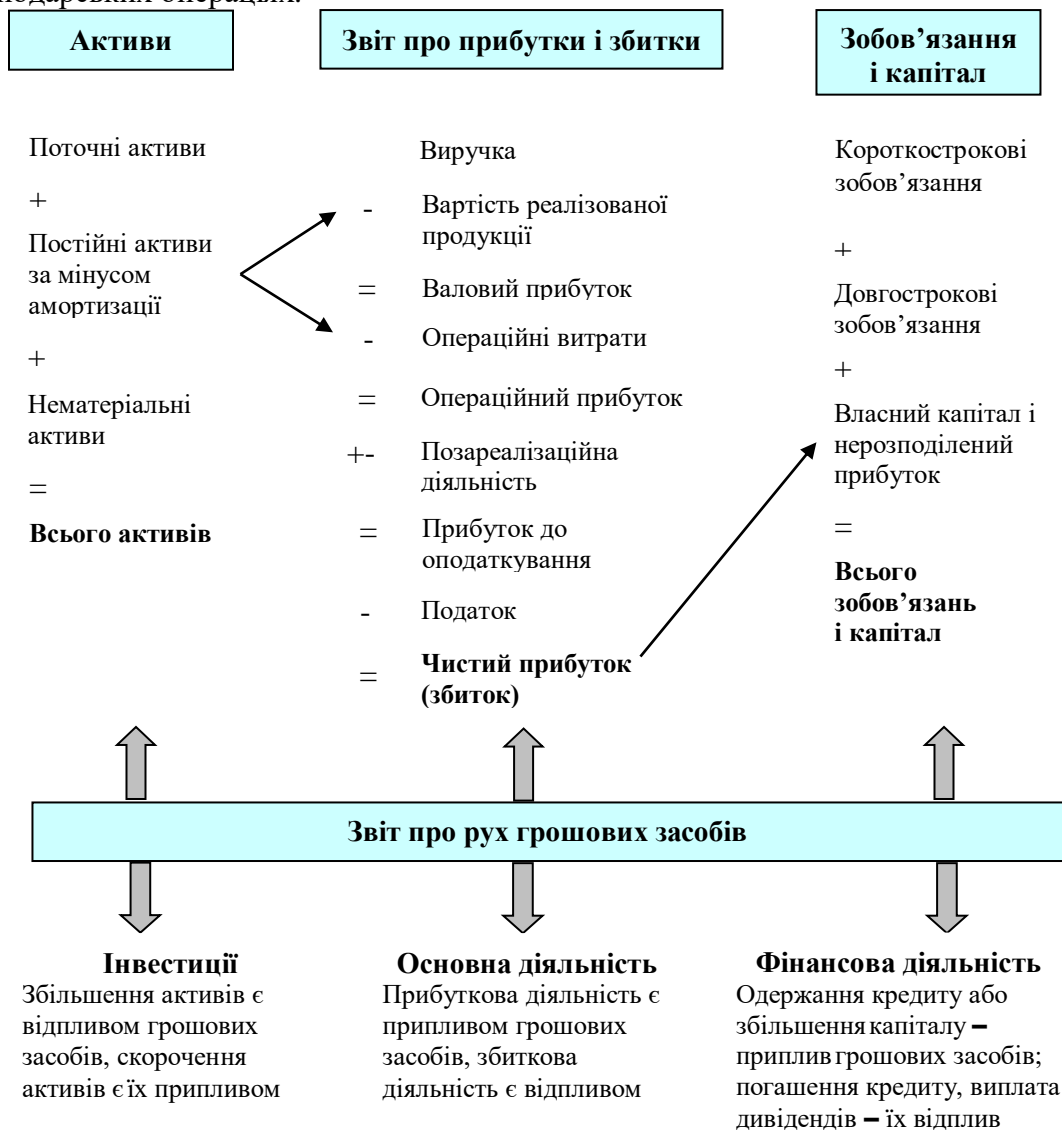 подарських операціях.
Активи
Звіт про прибутки і збитки
Зобов’язання
і капітал
Поточні активи
+
Постійні активи
за мінусом
амортизації
+
Нематеріальні
активи
=
Всього активів
Виручка
- Вартість реалізованої
продукції
= Валовий прибуток
- Операційні витрати
= Операційний прибуток
+- Позареалізаційна
діяльність
= Прибуток до
оподаткування
- Податок
= Чистий прибуток
(збиток)
Короткострокові
зобов’язання
+
Довгострокові
зобов’язання
+
Власний капітал і
нерозподілений
прибуток
=
Всього
зобов’язань
і капітал
Звіт про рух грошових засобів
Інвестиції
Збільшення активів є
відпливом грошових
засобів, скорочення
активів є їх припливом
Основна діяльність
Прибуткова діяльність є
припливом грошових
засобів, збиткова
діяльність є відпливом
Фінансова діяльність
Одержання кредиту або
збільшення капіталу –
приплив грошових засобів;
погашення кредиту, виплата
дивідендів – їх відплив